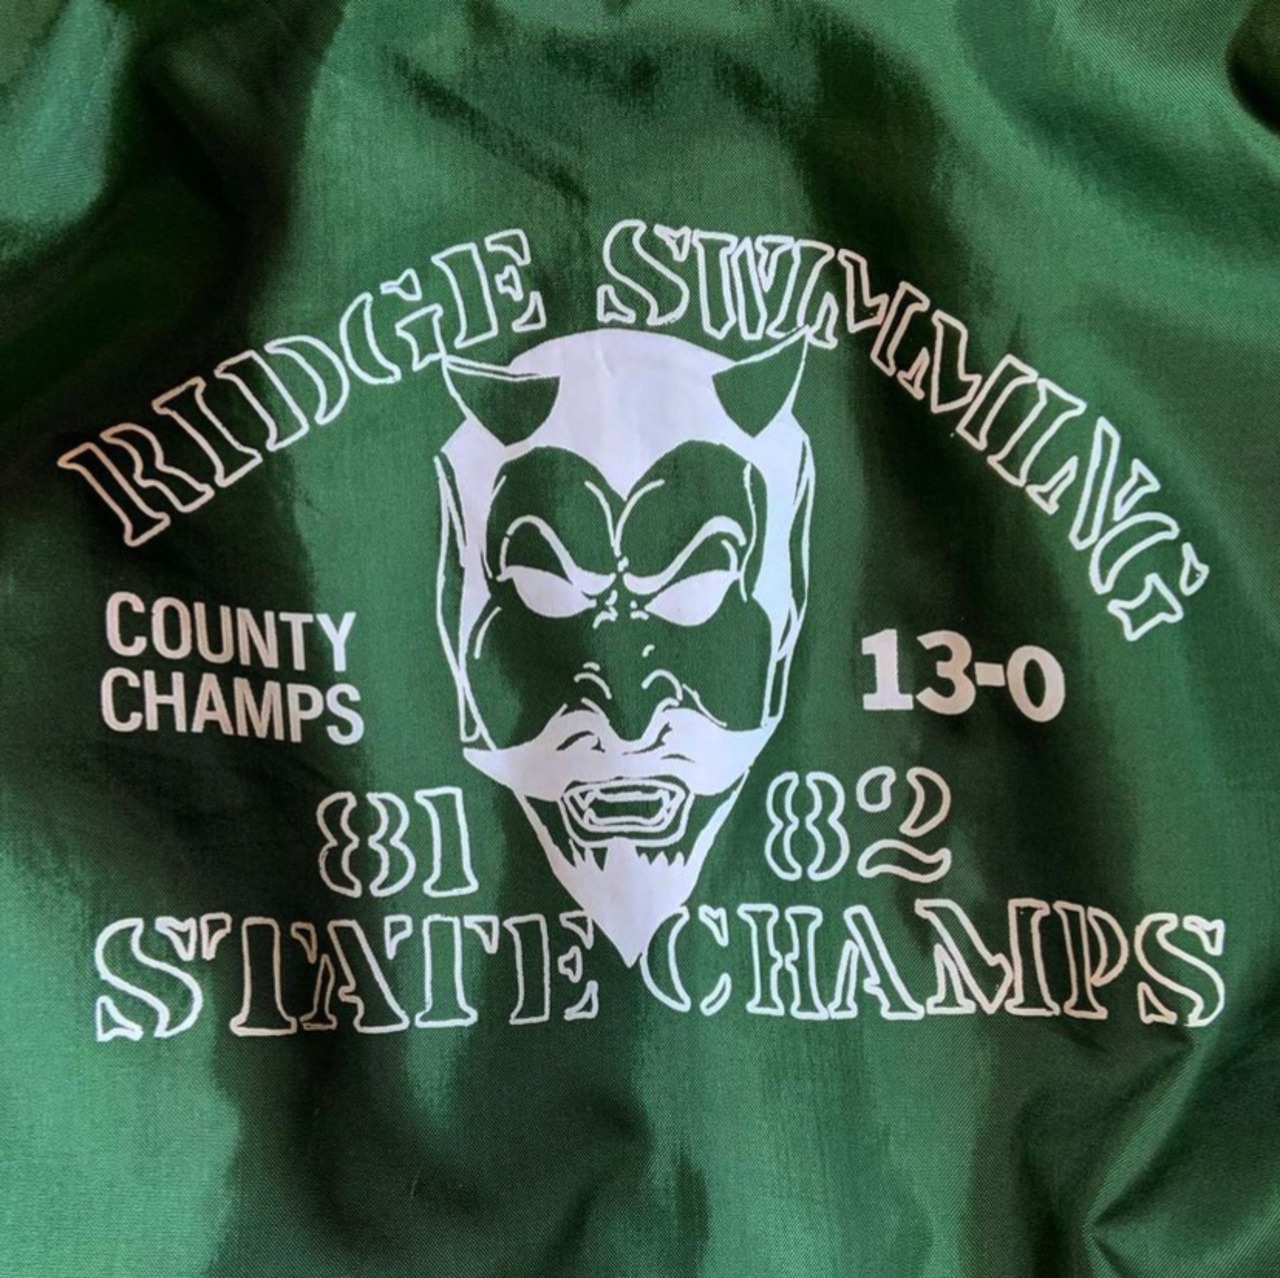 RIDGE SWIMMING
COUNTY
CHAMPS
13-0
81 82
STATE CHAMPS